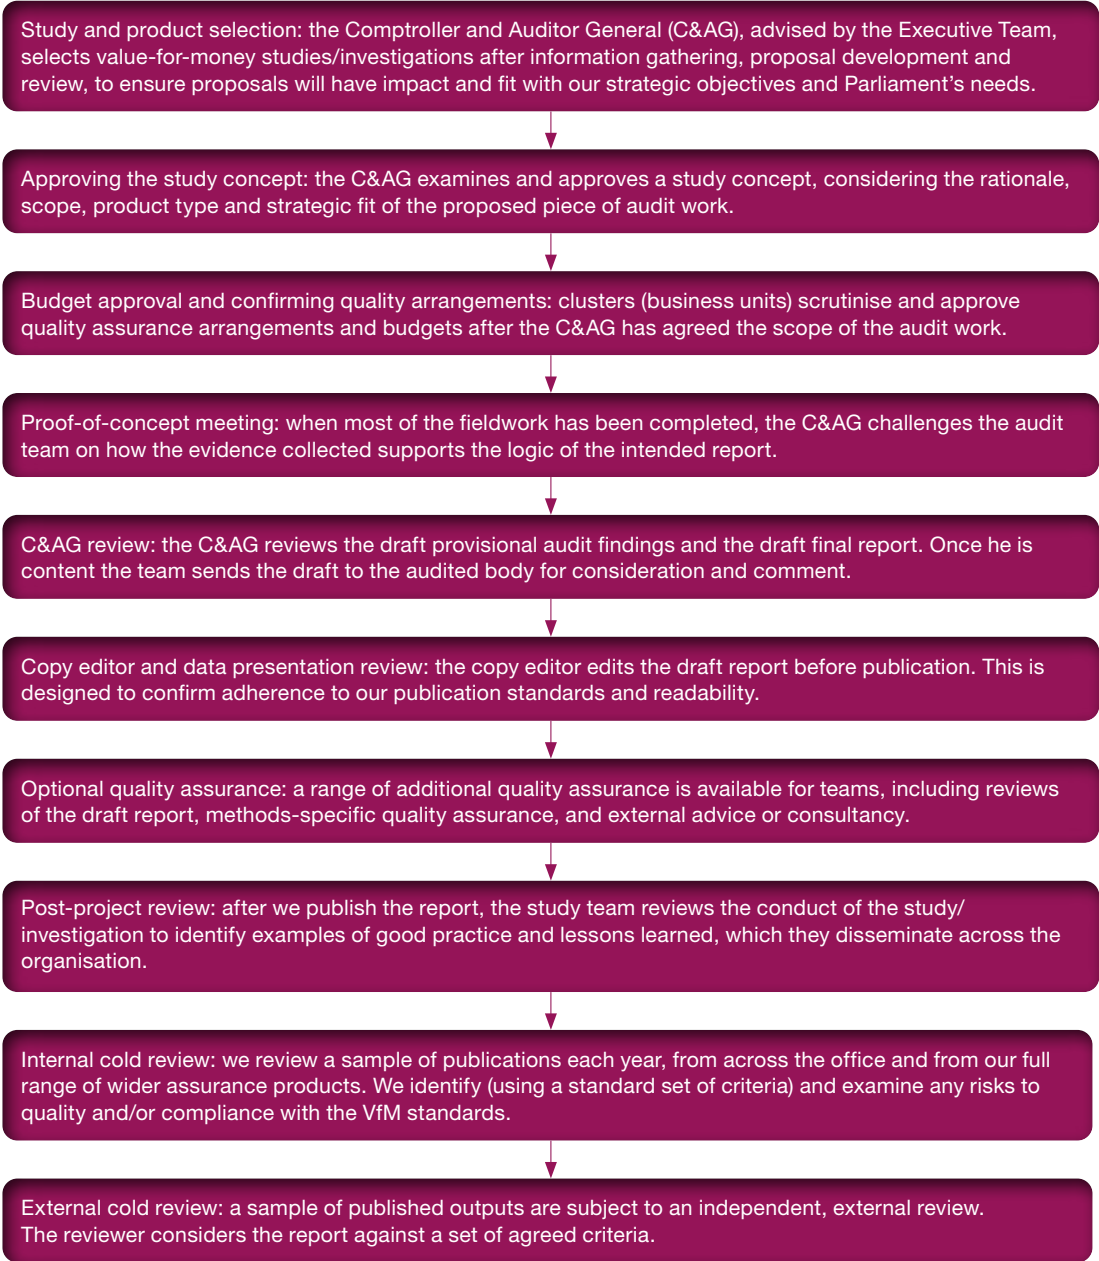 Study and product selection: the Comptroller and Auditor General (C&AG), advised by the Executive Team,
selects value-for-money studies/investigations after information gathering, proposal development and
review, to ensure proposals will have impact and fit with our strategic objectives and Parliament’s needs.
Approving the study concept: the C&AG examines and approves a study concept, considering the rationale,
scope, product type and strategic fit of the proposed piece of audit work.
Budget approval and confirming quality arrangements: clusters (business units) scrutinise and approve
quality assurance arrangements and budgets after the C&AG has agreed the scope of the audit work.
Proof-of-concept meeting: when most of the fieldwork has been completed, the C&AG challenges the audit
team on how the evidence collected supports the logic of the intended report.
C&AG review: the C&AG reviews the draft provisional audit findings and the draft final report. Once he is
content the team sends the draft to the audited body for consideration and comment.
Copy editor and data presentation review: the copy editor edits the draft report before publication. This is
designed to confirm adherence to our publication standards and readability.
Optional quality assurance: a range of additional quality assurance is available for teams, including reviews
of the draft report, methods-specific quality assurance, and external advice or consultancy.
Post-project review: after we publish the report, the study team reviews the conduct of the study/
investigation to identify examples of good practice and lessons learned, which they disseminate across the
organisation.
Internal cold review: we review a sample of publications each year, from across the office and from our full
range of wider assurance products. We identify (using a standard set of criteria) and examine any risks to
quality and/or compliance with the VfM standards.
External cold review: a sample of published outputs are subject to an independent, external review.
The reviewer considers the report against a set of agreed criteria.